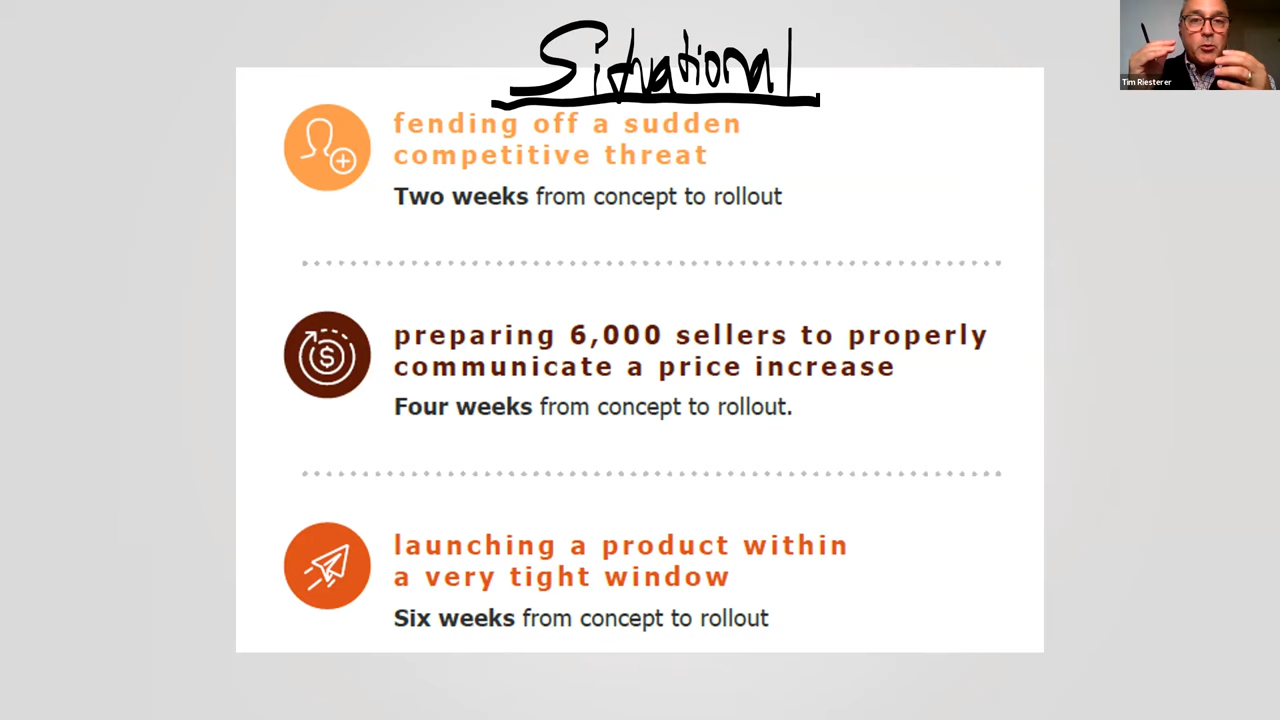 Situational
Tim Riesterer
fending off a sudden
competitive threat
Two weeks from concept to rollout
preparing 6,000 sellers to properly
communicate a price increase
Four weeks from concept to rollout.
launching a product within
a very tight window
Six weeks from concept to rollout